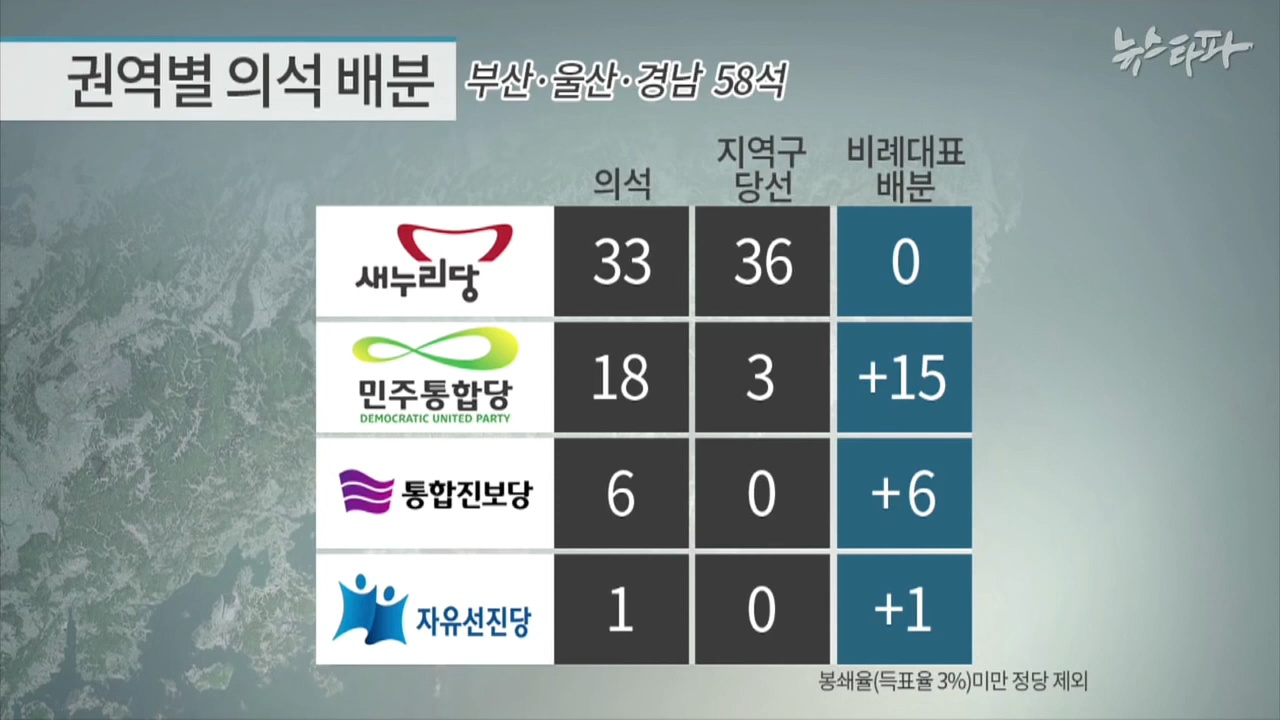 뉴스타파
권역별 의석 배분 부산·울산·경남 58석
의석 지역구 당선 비례대표 배분
새누리당 33 36 0
민주통합당 DEMOCRATIC UNITED PARTY 18 3 +15
통합진보당 6 0 +6
자유선진당 1 0 +1
봉쇄율(득표율 3%)미만 정당 제외